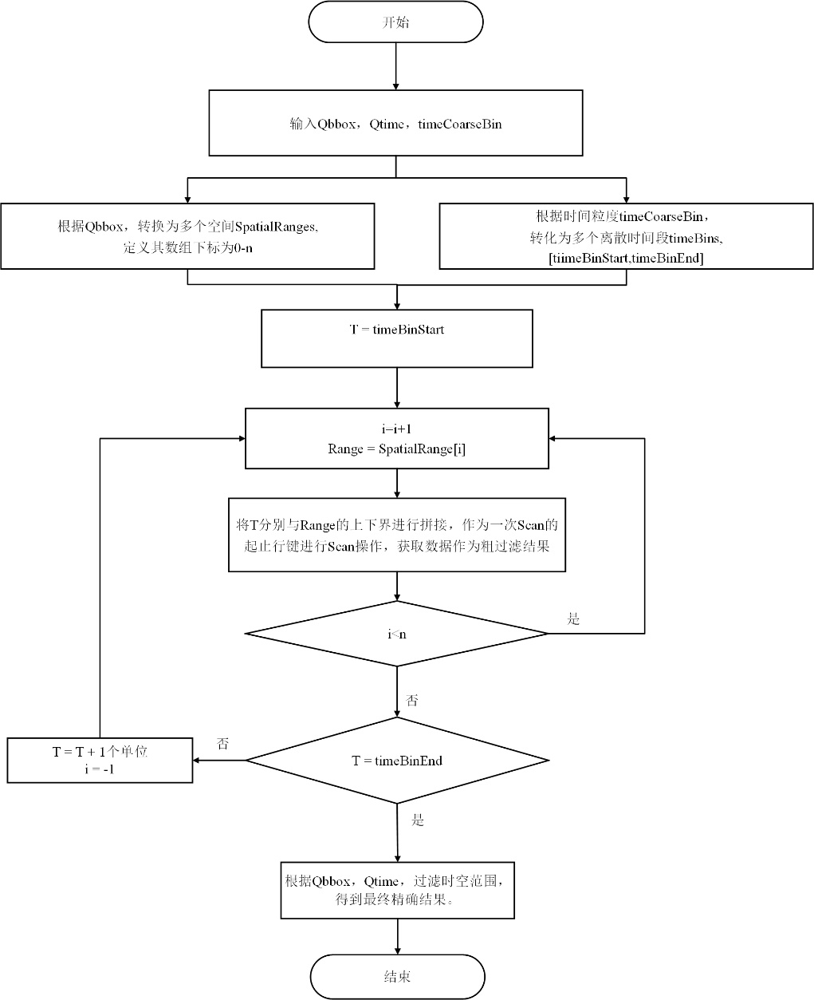 开始
输入Qbbox，Qtime，timeCoarseBin
根据Qbbox，转换为多个空间SpatialRanges,
定义其数组下标为0-n
根据时间粒度timeCoarseBin，
转化为多个离散时间段timeBins,
[tiimeBinStart,timeBinEnd]
T = timeBinStart
i=i+1
Range = SpatialRange[i]
将T分别与Range的上下界进行拼接，作为一次Scan的
起止行键进行Scan操作，获取数据作为粗过滤结果
是
i<n
否
否
T = T + 1个单位
i = -1
T = timeBinEnd
是
根据Qbbox，Qtime，过滤时空范围，
得到最终精确结果。
结束